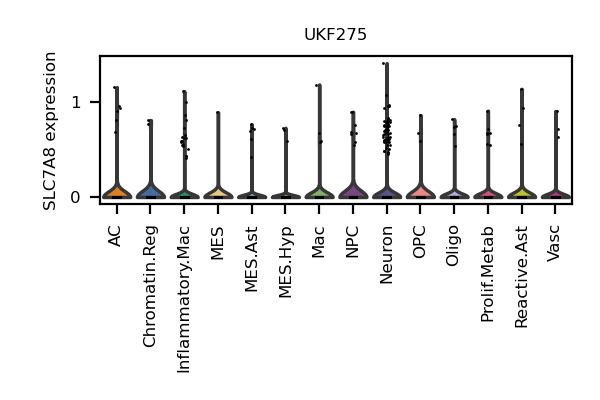 UKF275
SLC7A8 expression
1
0
AC
Chromatin.Reg
Inflammatory.Mac
MES
MES.Ast
MES.Hyp
Mac
NPC
Neuron
OPC
Oligo
Prolif.Metab
Reactive.Ast
Vasc